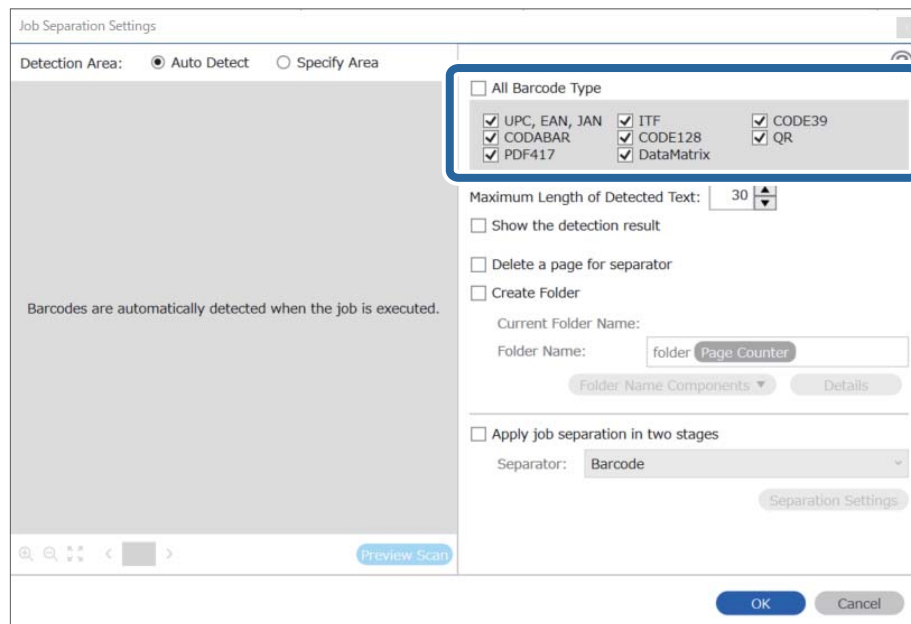 Job Separation Settings
Detection Area: Auto Detect Specify Area
All Barcode Type
UPC, EAN, JAN ITF CODE39
CODABAR CODE128 QR
PDF417 DataMatrix
Maximum Length of Detected Text: 30
Show the detection result
Delete a page for separator
Create Folder
Barcodes are automatically detected when the job is executed.
Current Folder Name:
Folder Name: folder Page Counter
Folder Name Components Details
Apply job separation in two stages
Separator: Barcode
Separation Settings
Preview Scan
OK Cancel